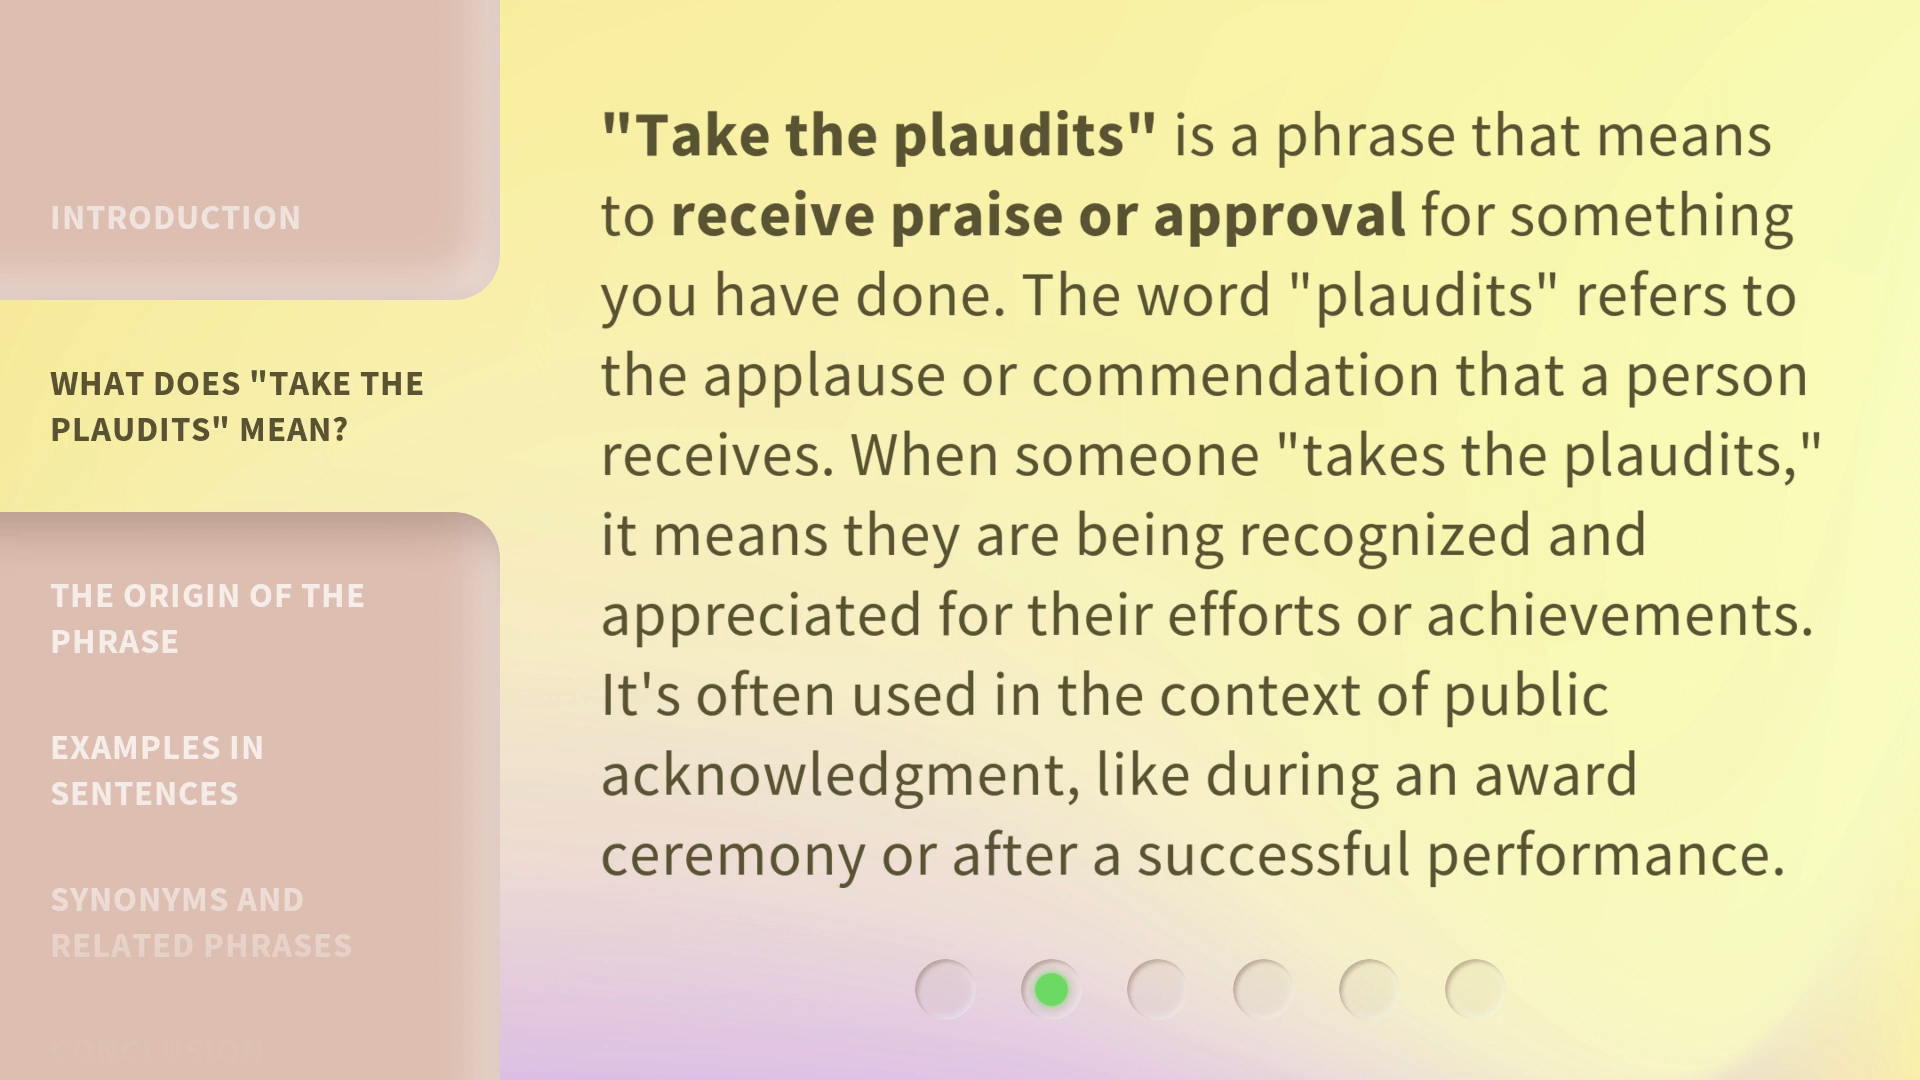 INTRODUCTION
WHAT DOES "TAKE THE
PLAUDITS" MEAN?
THE ORIGIN OF THE
PHRASE
EXAMPLES IN
SENTENCES
SYNONYMS AND
RELATED PHRASES
CONCLUSION
"Take the plaudits" is a phrase that means
to receive praise or approval for something
you have done. The word "plaudits" refers to
the applause or commendation that a person
receives. When someone "takes the plaudits,"
it means they are being recognized and
appreciated for their efforts or achievements.
It's often used in the context of public
acknowledgment, like during an award
ceremony or after a successful performance.